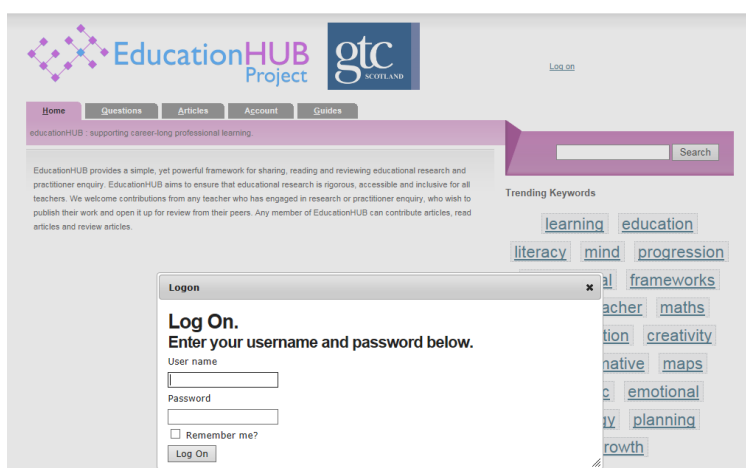 EducationHUB
Project
gtc
SCOTLAND
Log on
Home Questions Articles Account Guides
educationHUB : supporting career-long professional learning.
Search
EducationHUB provides a simple, yet powerful framework for sharing, reading and reviewing educational research and
practitioner enquiry. EducationHUB aims to ensure that educational research is rigorous, accessible and inclusive for all
teachers. We welcome contributions from any teacher who has engaged in research or practitioner enquiry, who wish to
publish their work and open it up for review from their peers. Any member of EducationHUB can contribute articles, read
articles and review articles.
Trending Keywords
learning education
literacy mind progression
frameworks
maths
creativity
maps
emotional
planning
Logon
Log On.
Enter your username and password below.
User name
Password
Remember me?
Log On